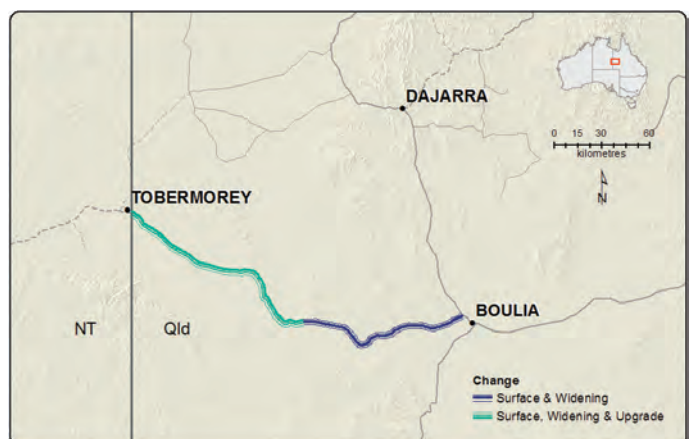 DAJARRA
0 15 30 60
kilometres
N
TOBERMOREY
BOULIA
NT Qld
Change
Surface & Widening
Surface, Widening & Upgrade